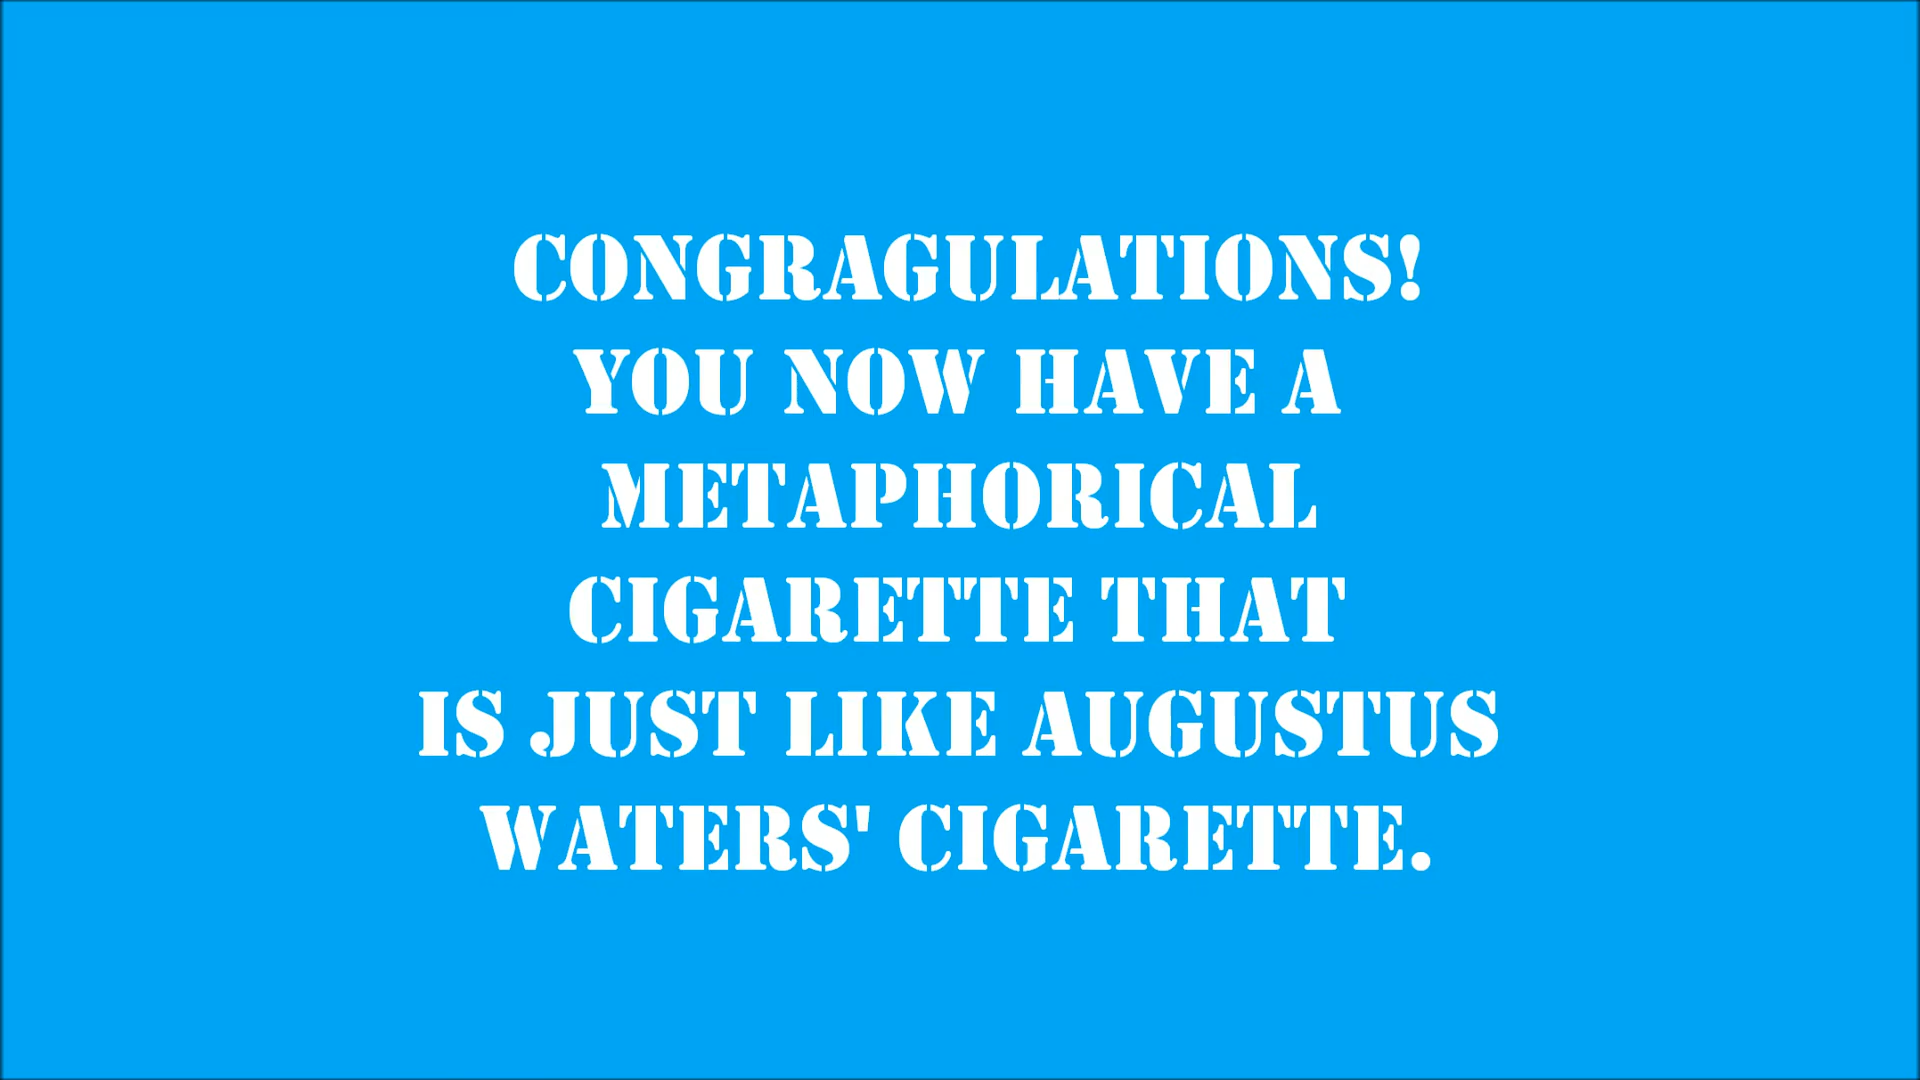 CONGRAGULATIONS!
YOU NOW HAVE A
METAPHORICAL
CIGARETTE THAT
IS JUST LIKE AUGUSTUS
WATERS' CIGARETTE.